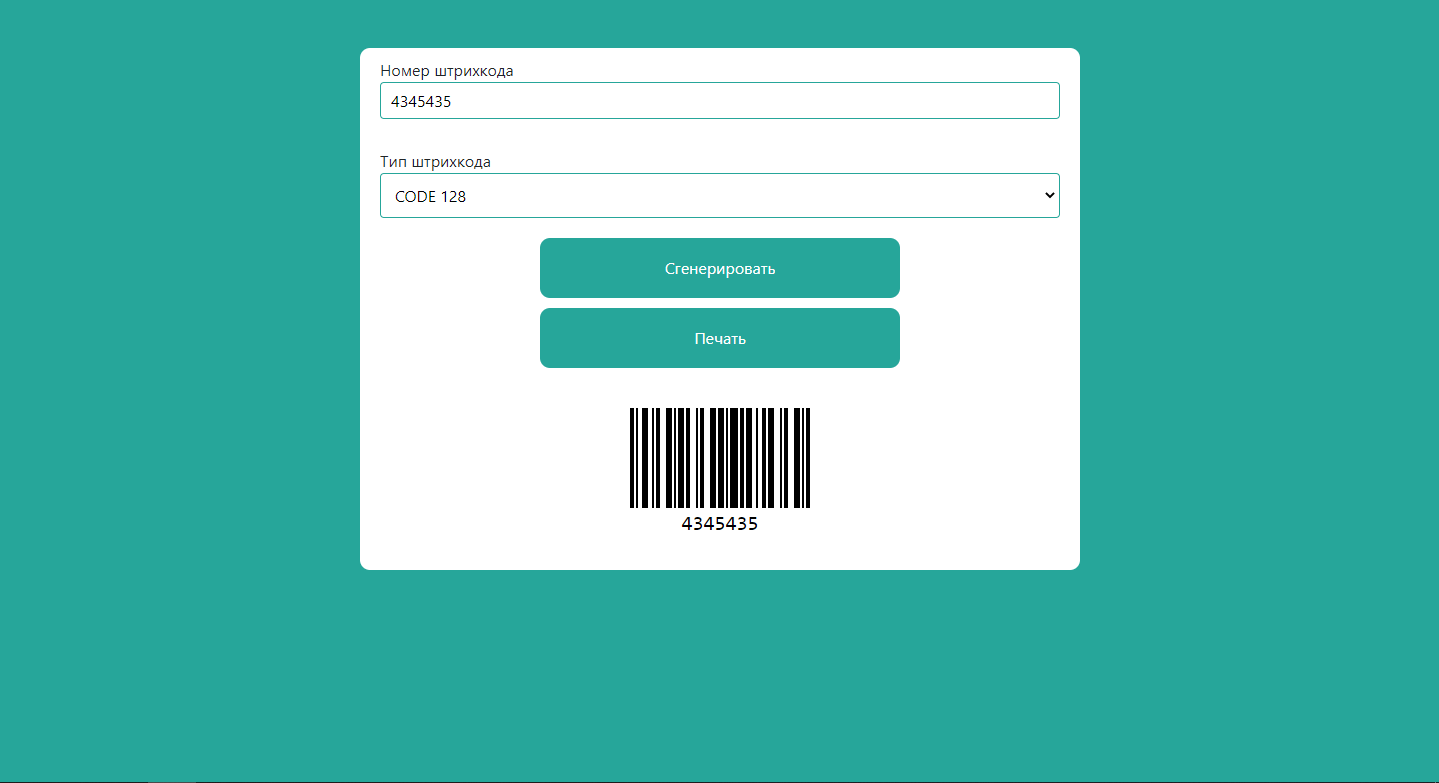 Номер штрихкода
4345435
Тип штрихкода
CODE 128
Сгенерировать
Печать
4345435